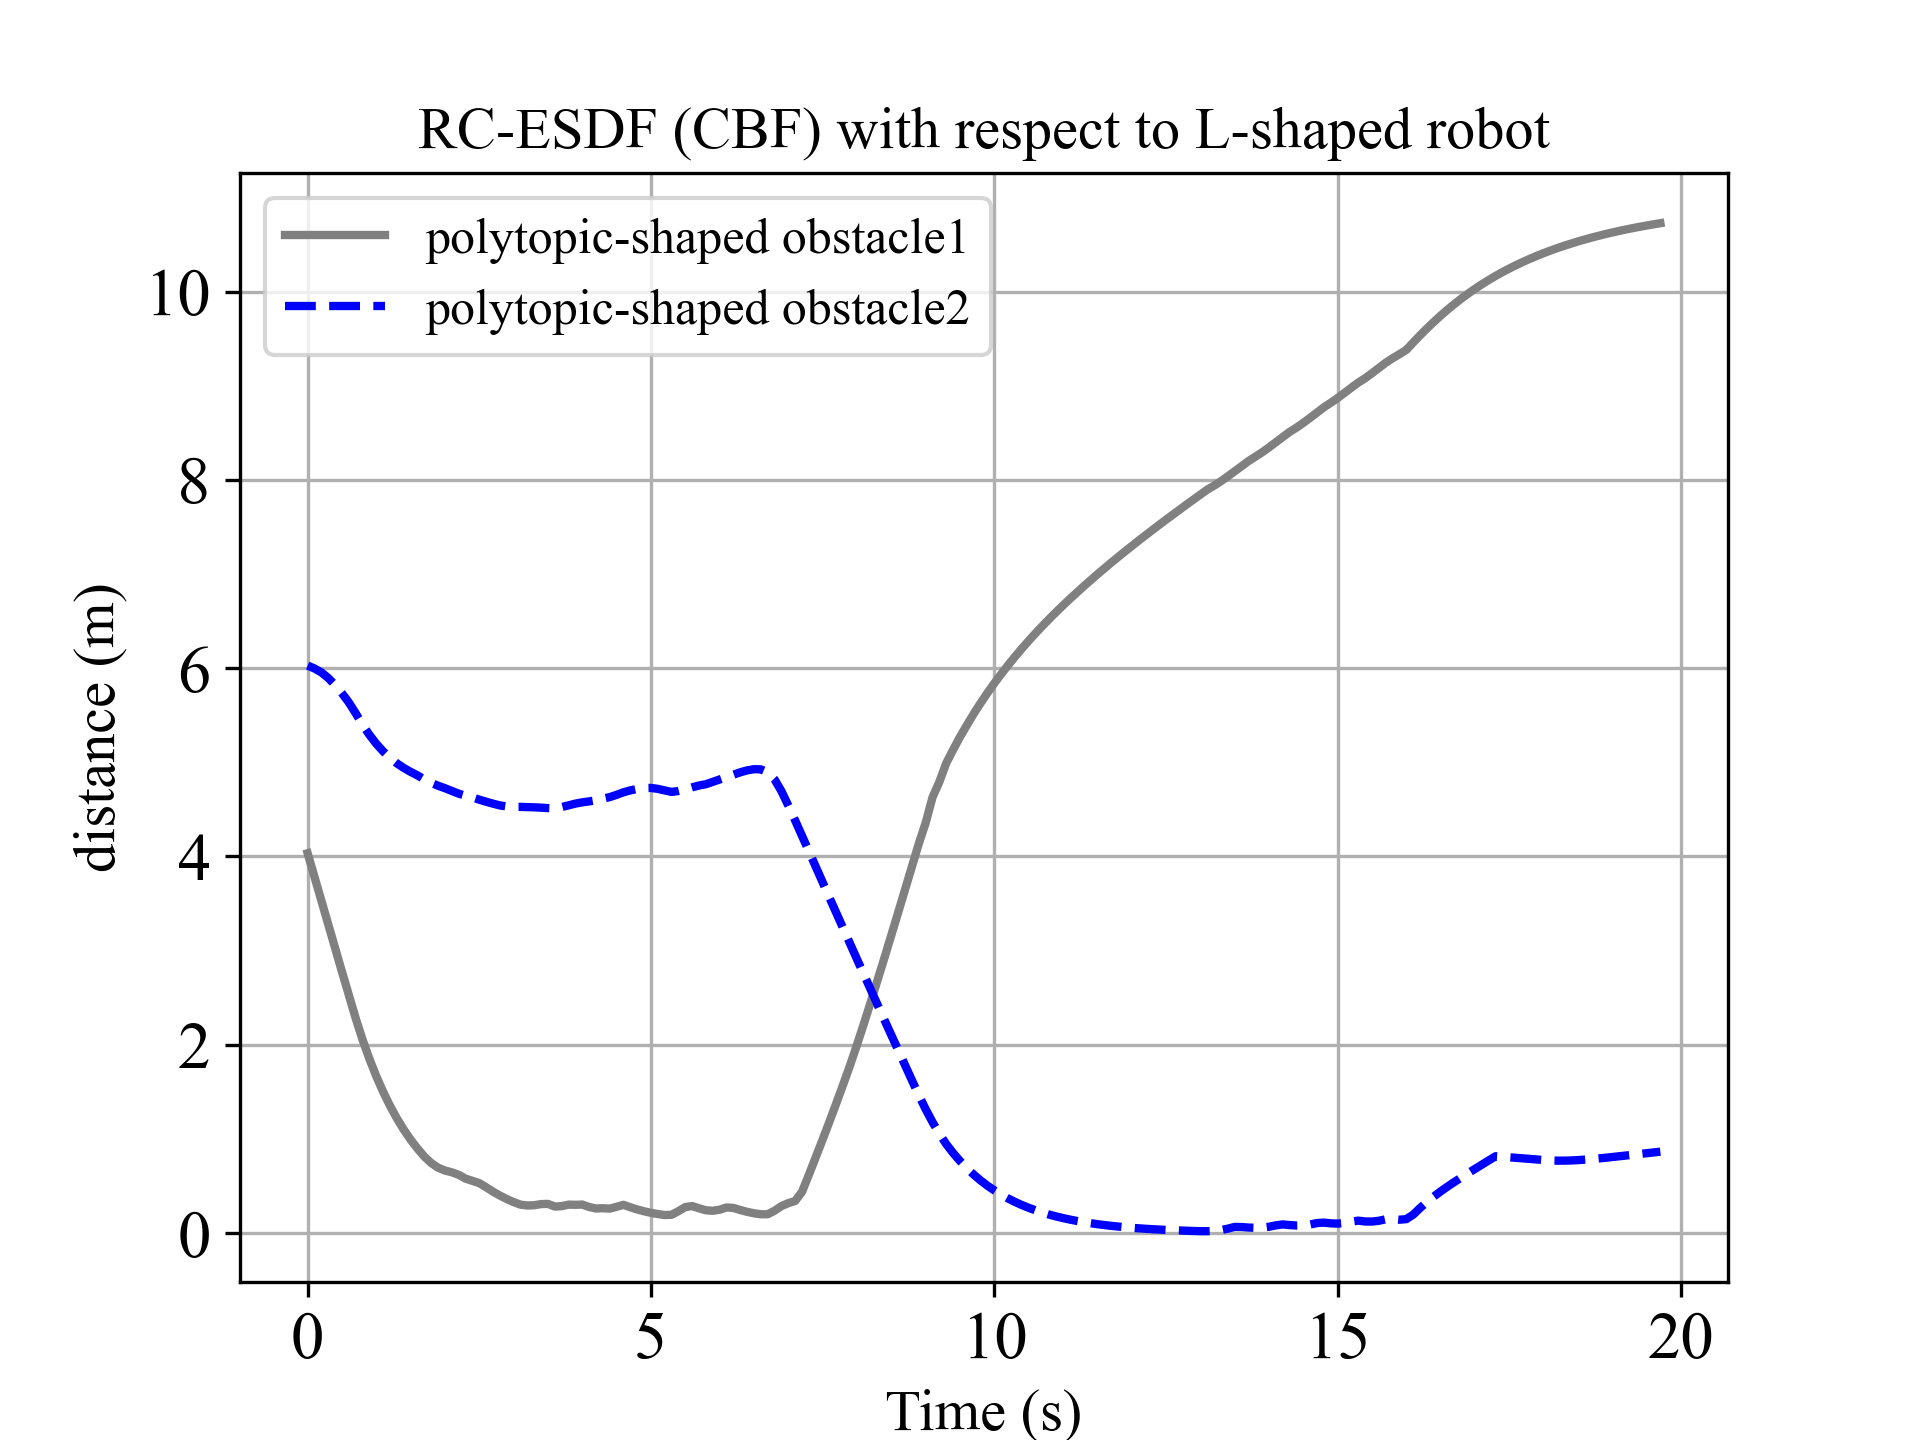 RC-ESDF (CBF) with respect to L-shaped robot
polytopic-shaped obstacle1
polytopic-shaped obstacle2
10
8
6
4
2
0
distance (m)
0 5 10 15 20
Time (s)